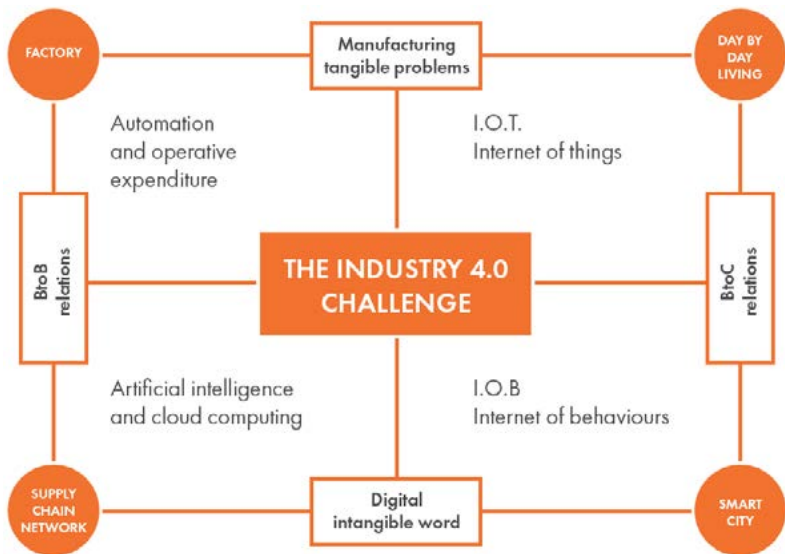 FACTORY
Manufacturing
tangible problems
DAY BY
DAY
LIVING
Automation
and operative
expenditure
I.O.T.
Internet of things
BtoB
relations
THE INDUSTRY 4.0
CHALLENGE
BtoC
relations
Artificial intelligence
and cloud computing
I.O.B
Internet of behaviours
SUPPLY
CHAIN
NETWORK
Digital
intangible word
SMART
CITY